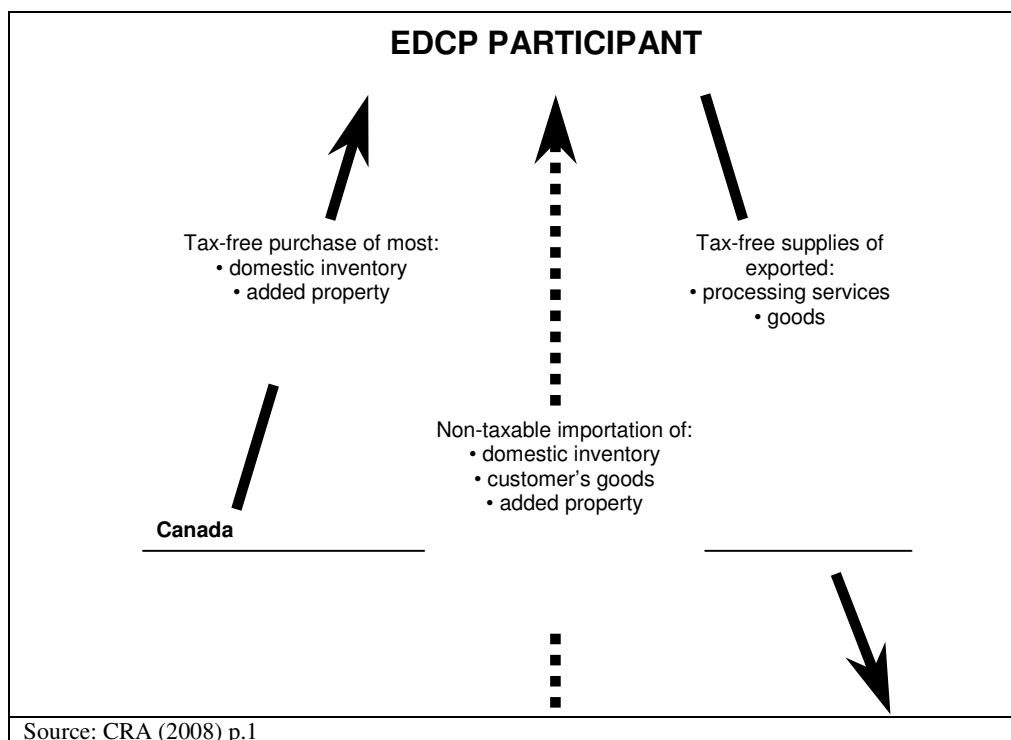 EDCP PARTICIPANT
Tax-free purchase of most:
• domestic inventory
• added property
Tax-free supplies of
exported:
• processing services
• goods
Non-taxable importation of:
• domestic inventory
• customer’s goods
• added property
Canada
Source: CRA (2008) p.1